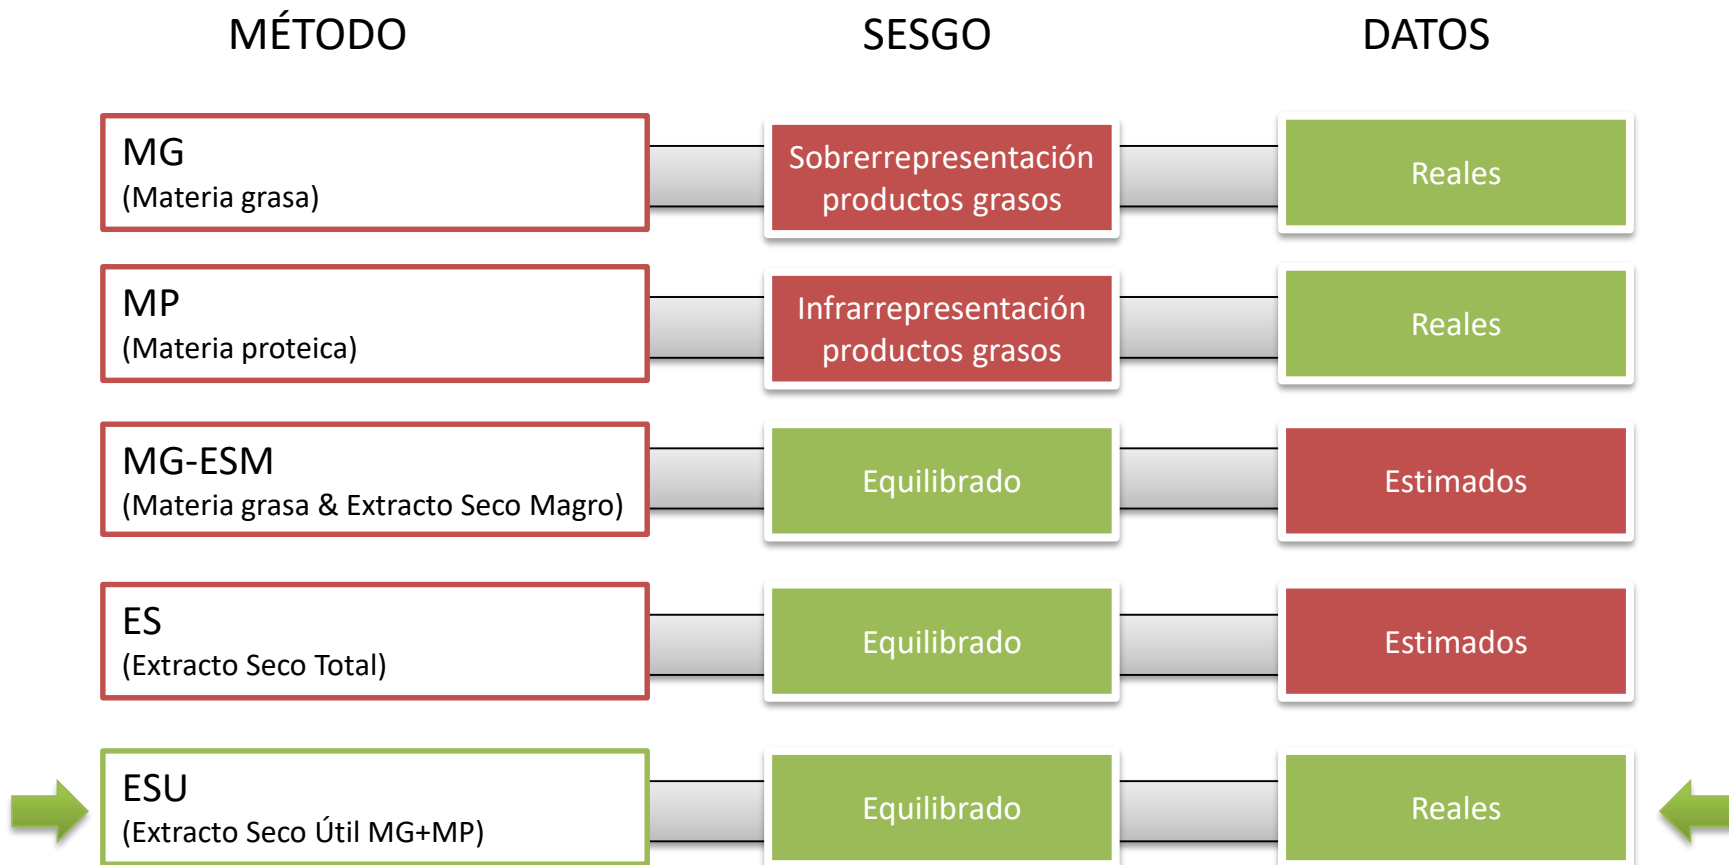 MÉTODO SESGO DATOS
MG
(Materia grasa)
Sobrerrepresentación
productos grasos
Reales
MP
(Materia proteica)
Infrarrepresentación
productos grasos
Reales
MG-ESM
(Materia grasa & Extracto Seco Magro)
Equilibrado
Estimados
ES
(Extracto Seco Total)
Equilibrado
Estimados
ESU
(Extracto Seco Útil MG+MP)
Equilibrado
Reales